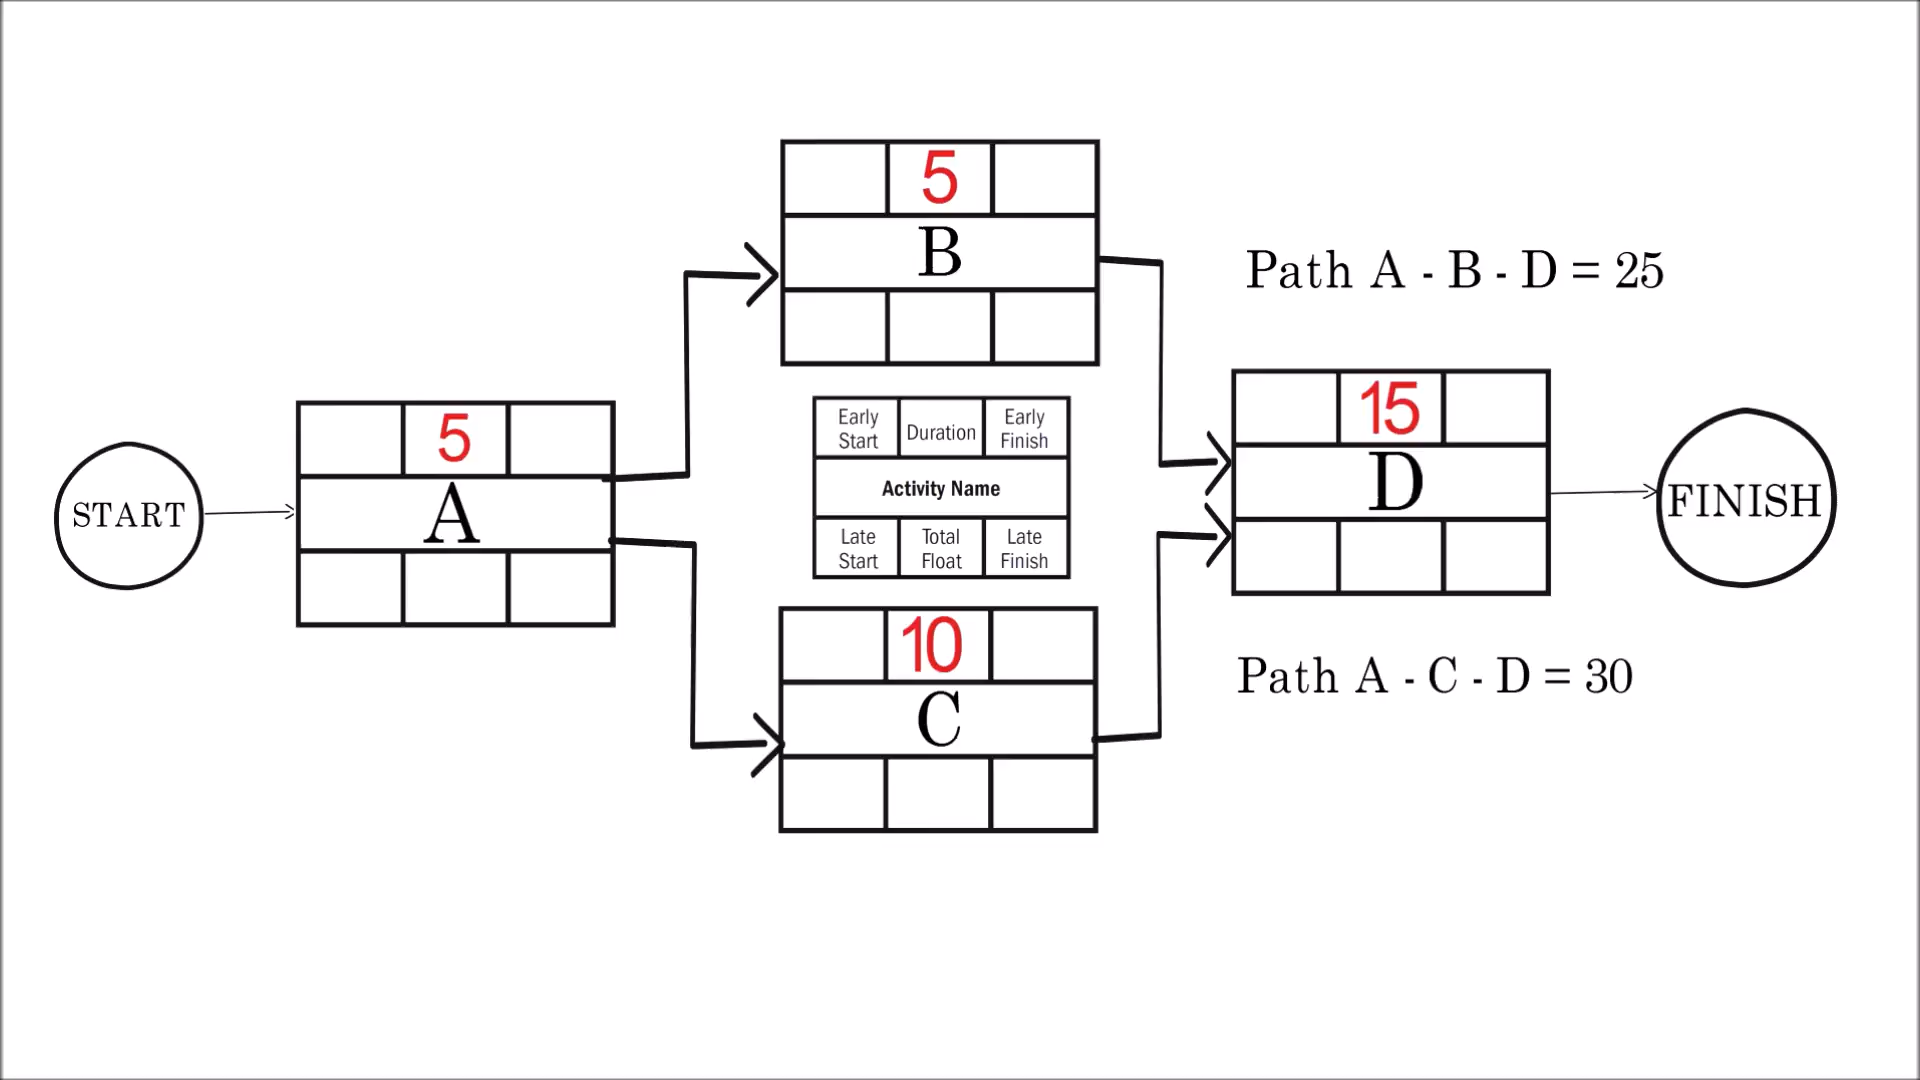 5
B
Path A - B - D = 25
5
A
START
Early Start
Duration
Early Finish
Activity Name
Late Start
Total Float
Late Finish
15
D
FINISH
10
C
Path A - C - D = 30